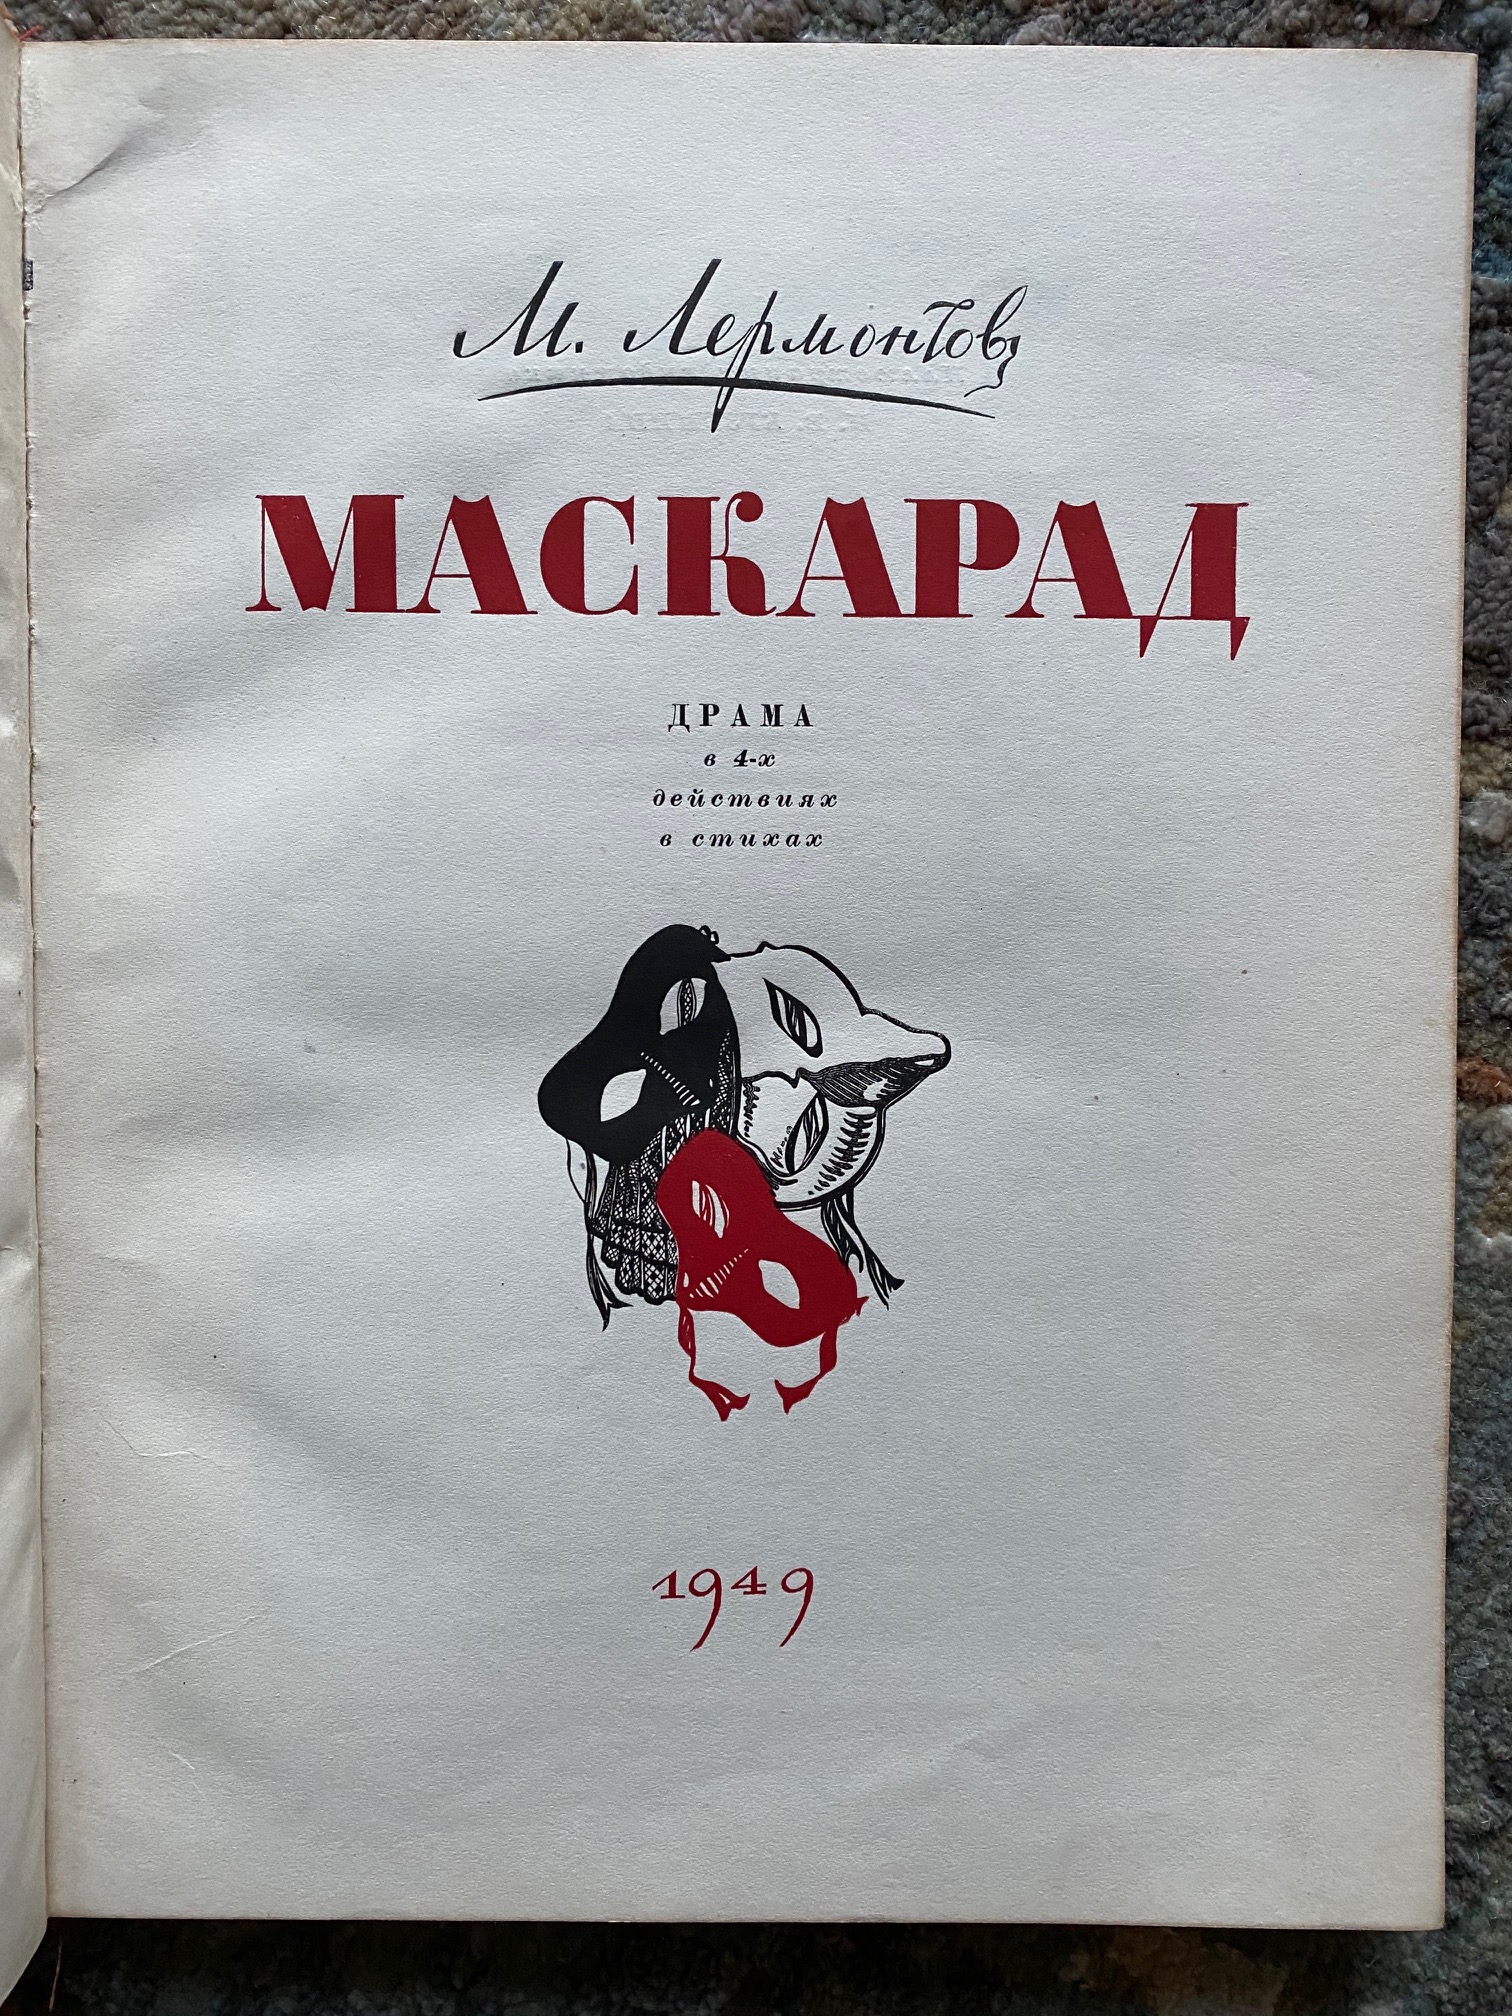 М. Лермонтов
МАСКАРАД
ДРАМА
в 4-х
действиях
в стихах
1949